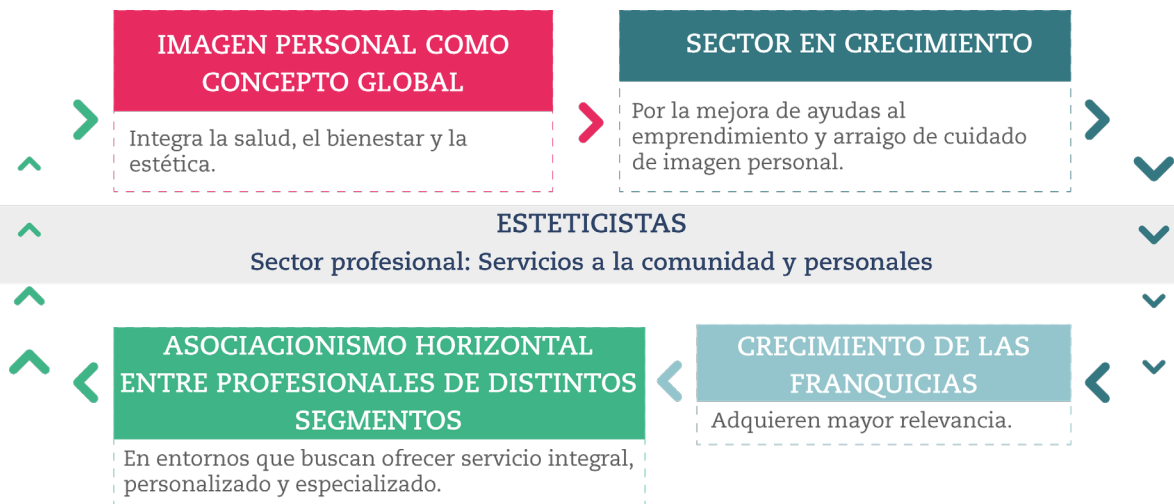 IMAGEN PERSONAL COMO
CONCEPTO GLOBAL
Integra la salud, el bienestar y la
estética.
SECTOR EN CRECIMIENTO
Por la mejora de ayudas al
emprendimiento y arraigo de cuidado
de imagen personal.
ESTETICISTAS
Sector profesional: Servicios a la comunidad y personales
ASOCIACIONISMO HORIZONTAL
ENTRE PROFESIONALES DE DISTINTOS
SEGMENTOS
En entornos que buscan ofrecer servicio integral,
personalizado y especializado.
CRECIMIENTO DE LAS
FRANQUICIAS
Adquieren mayor relevancia.